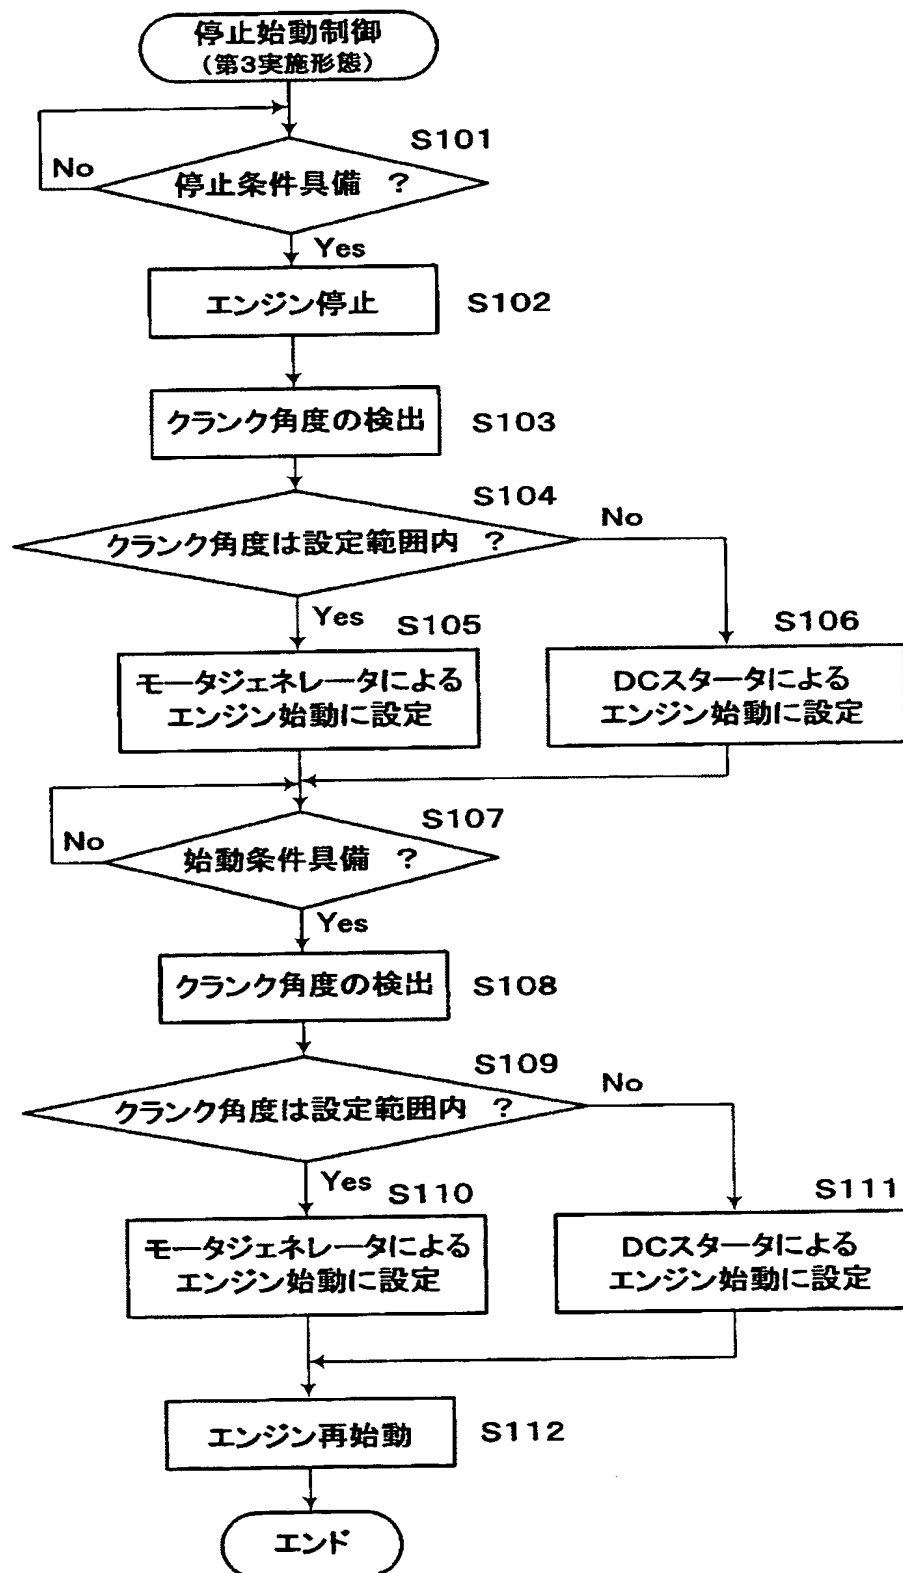 停止始動制御
(第3実施形態)
S101
No
停止条件具備 ?
Yes
エンジン停止
S102
クランク角度の検出
S103
S104
クランク角度は設定範囲内 ?
No
Yes
S105
S106
モータジェネレータによる
エンジン始動に設定
DCスタータによる
エンジン始動に設定
S107
No
始動条件具備 ?
Yes
クランク角度の検出
S108
S109
クランク角度は設定範囲内 ?
No
Yes
S110
S111
モータジェネレータによる
エンジン始動に設定
DCスタータによる
エンジン始動に設定
エンジン再始動
S112
エンド